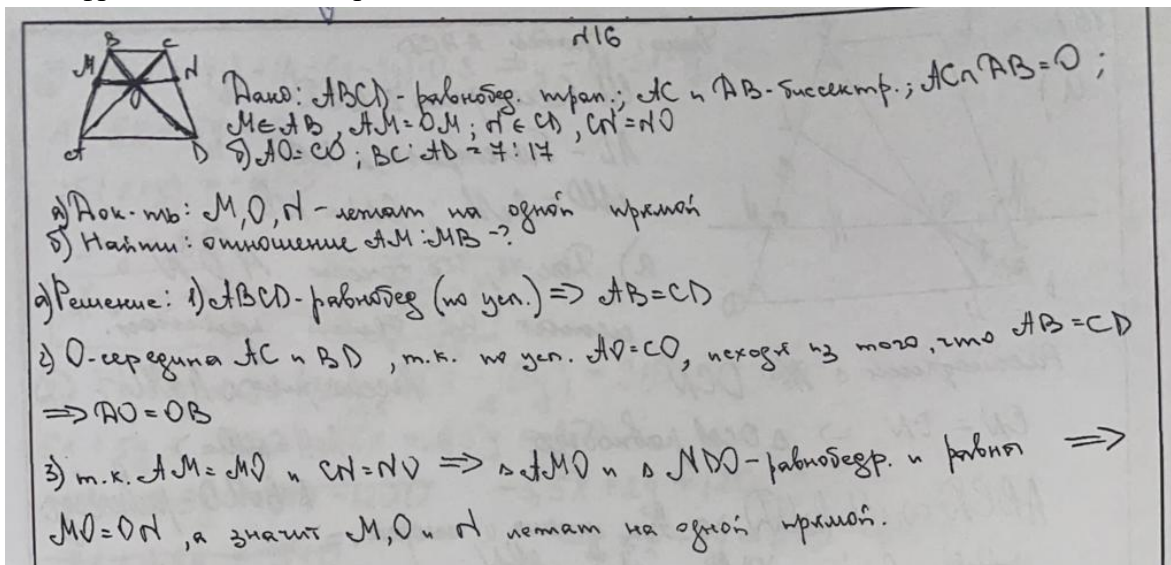 №16
B C
M N
O
A D
Дано: ABCD - равнобед. трап.; AC и DB - биссектр.; AC∩DB=O;
M∈AB, AM=OM; N∈CD, CN=NO
б) AO=CO; BC:AD=7:17
а) Док-ть: M,O,N - лежат на одной прямой
б) Найти: отношение AM:MB-?
а) Решение: 1) ABCD - равнобед (по усл.) => AB=CD
2) O-середина AC и BD, т.к. по усл. AO=CO, исходя из того, что AB=CD
=> DO=OB
3) т.к. AM=MO и CN=NO => ▵AMO и ▵NDO-равнобедр. и равны =>
MO=ON, а значит M,O и N лежат на одной прямой.